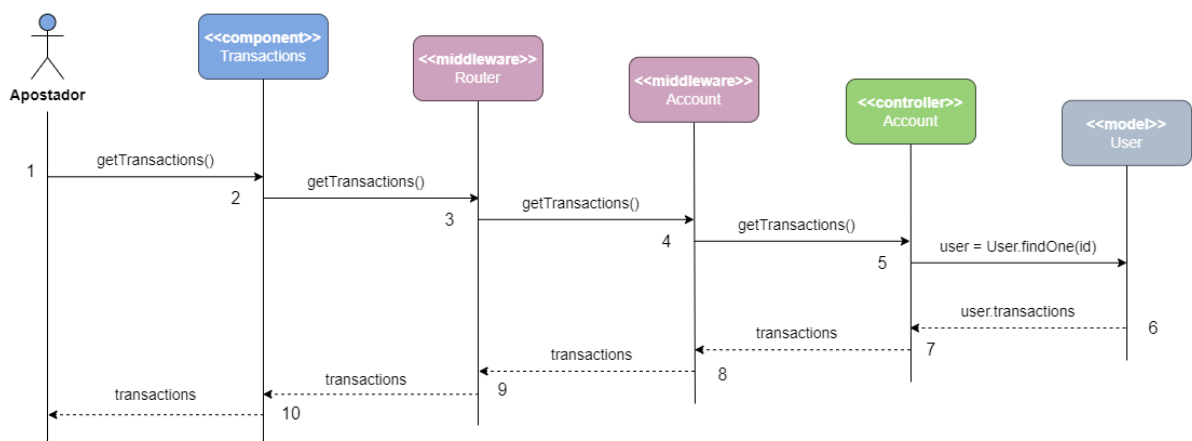 <<component>>
Transactions
<<middleware>>
Router
<<middleware>>
Account
<<controller>>
Account
<<model>>
User
Apostador
1
getTransactions()
2
getTransactions()
3
getTransactions()
4
getTransactions()
5
user = User.findOne(id)
user.transactions
6
transactions
7
transactions
8
transactions
9
transactions
10